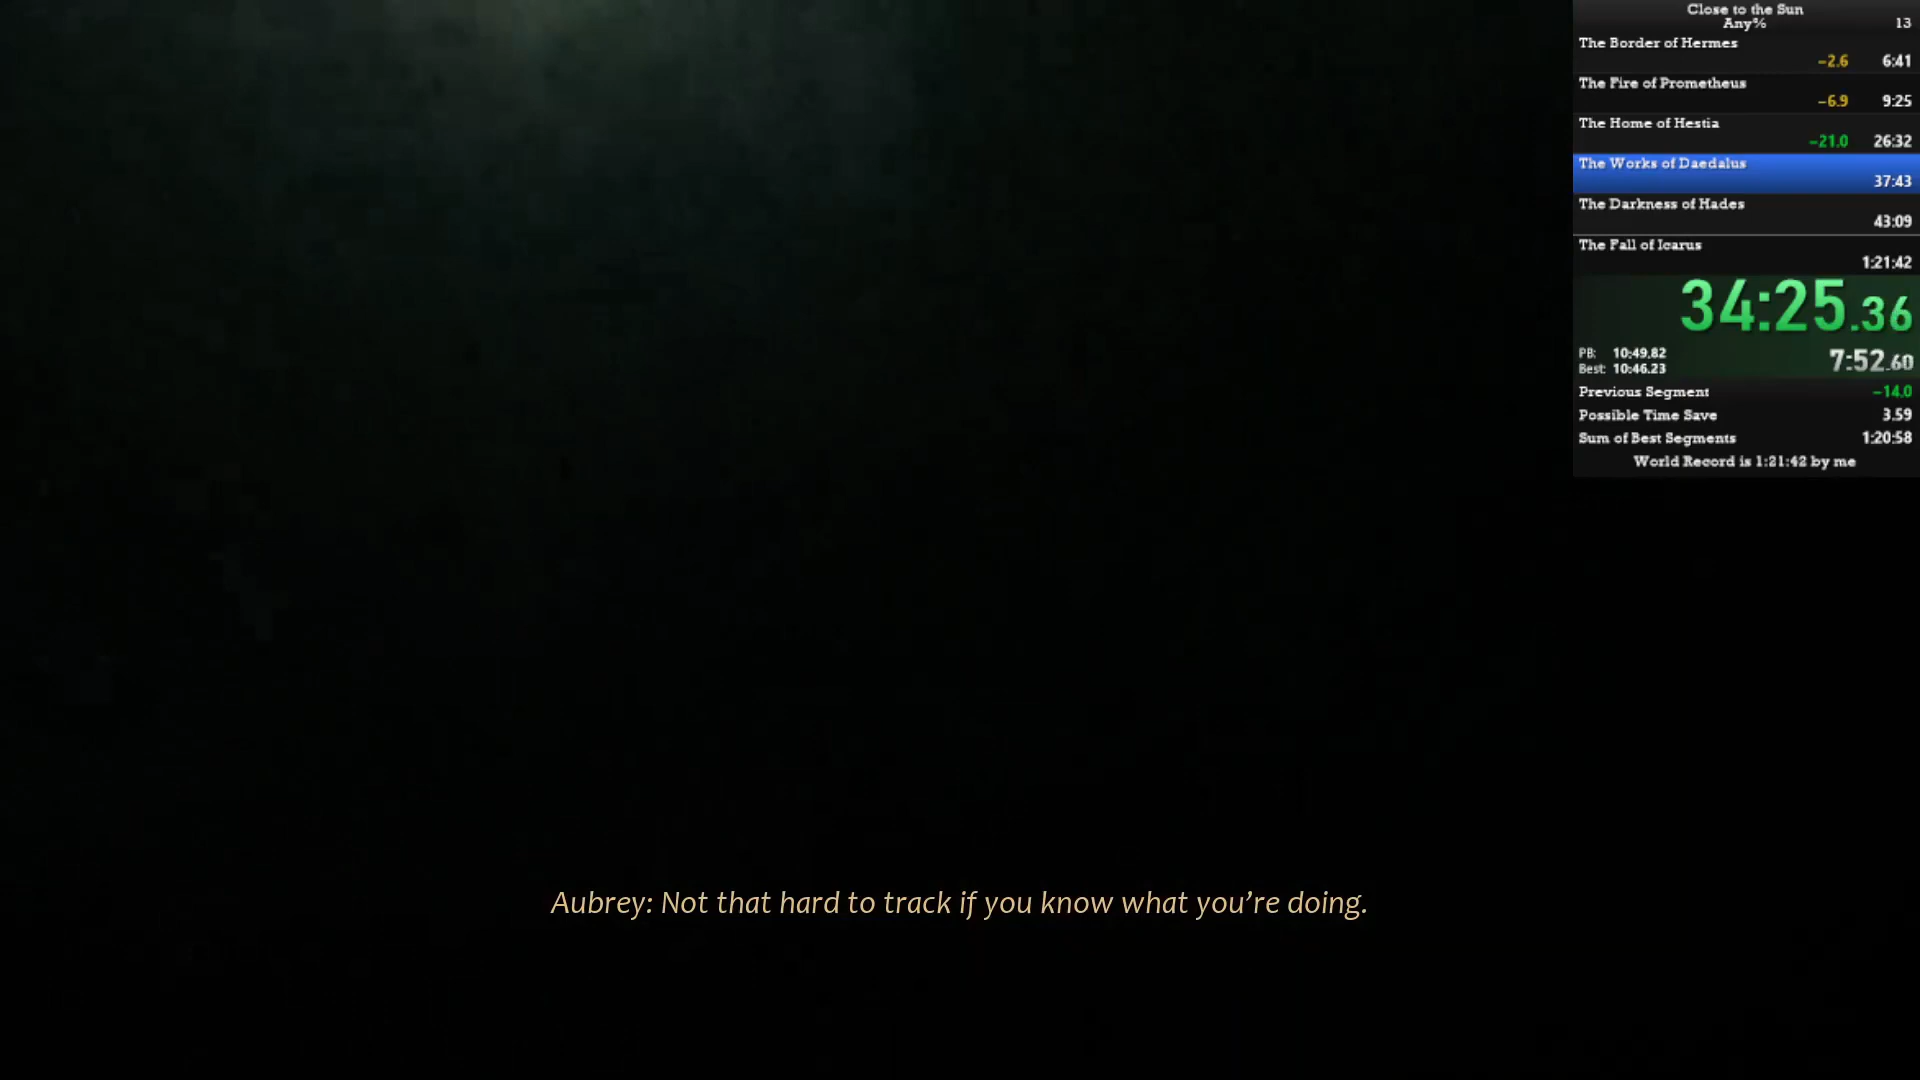 Close to the Sun
Any%
13
The Border of Hermes
-2.6 6:41
The Fire of Prometheus
-6.9 9:25
The Home of Hestia
-21.0 26:32
The Works of Daedalus
37:43
The Darkness of Hades
43:09
The Fall of Icarus
1:21:42
34:25.36
PB: 10:49.82
Best: 10:46.23
7:52.60
Previous Segment -14.0
Possible Time Save 3.59
Sum of Best Segments 1:20:58
World Record is 1:21:42 by me
Aubrey: Not that hard to track if you know what you're doing.